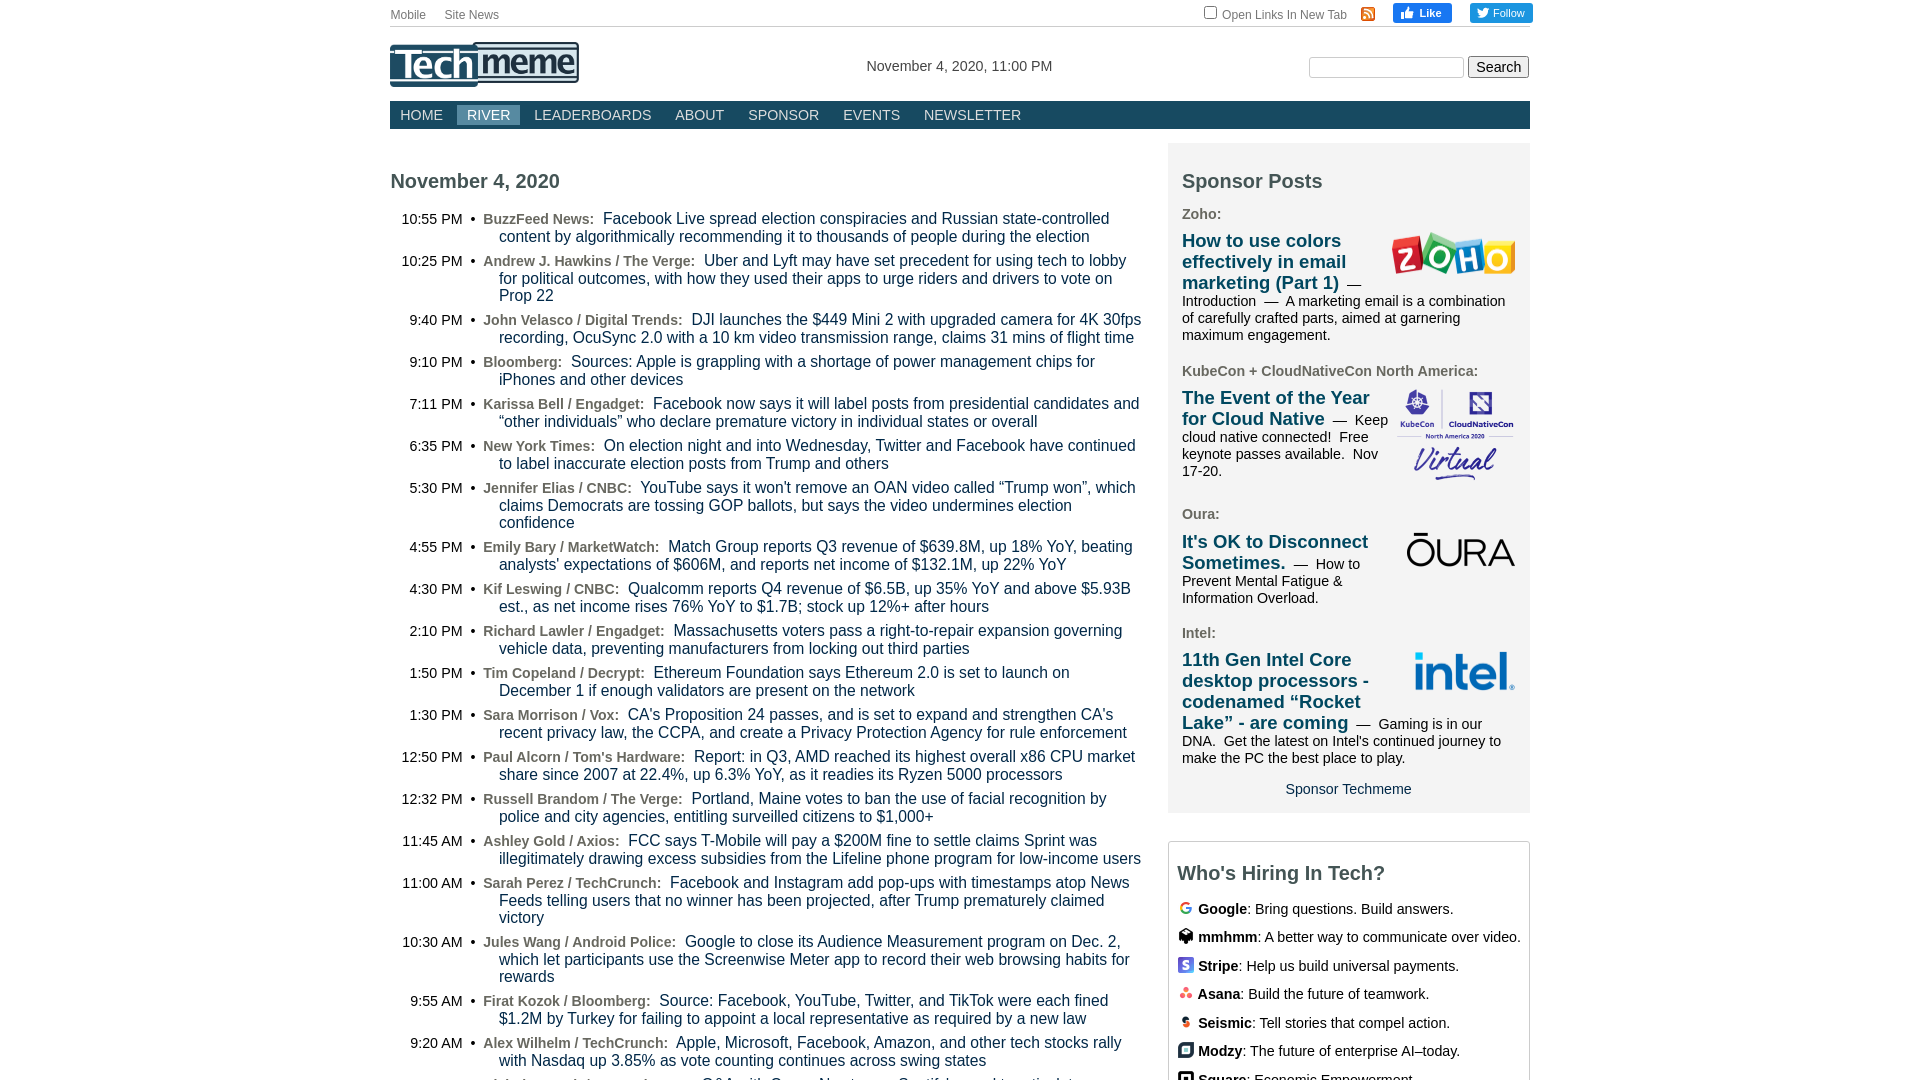 Mobile Site News
Open Links In New Tab Like Follow
Techmeme
November 4, 2020, 11:00 PM
Search
HOME RIVER LEADERBOARDS ABOUT SPONSOR EVENTS NEWSLETTER
November 4, 2020
10:55 PM • BuzzFeed News: Facebook Live spread election conspiracies and Russian state-controlled
content by algorithmically recommending it to thousands of people during the election
10:25 PM • Andrew J. Hawkins / The Verge: Uber and Lyft may have set precedent for using tech to lobby
for political outcomes, with how they used their apps to urge riders and drivers to vote on
Prop 22
9:40 PM • John Velasco / Digital Trends: DJI launches the $449 Mini 2 with upgraded camera for 4K 30fps
recording, OcuSync 2.0 with a 10 km video transmission range, claims 31 mins of flight time
9:10 PM • Bloomberg: Sources: Apple is grappling with a shortage of power management chips for
iPhones and other devices
7:11 PM • Karissa Bell / Engadget: Facebook now says it will label posts from presidential candidates and
“other individuals” who declare premature victory in individual states or overall
6:35 PM • New York Times: On election night and into Wednesday, Twitter and Facebook have continued
to label inaccurate election posts from Trump and others
5:30 PM • Jennifer Elias / CNBC: YouTube says it won't remove an OAN video called “Trump won”, which
claims Democrats are tossing GOP ballots, but says the video undermines election
confidence
4:55 PM • Emily Bary / MarketWatch: Match Group reports Q3 revenue of $639.8M, up 18% YoY, beating
analysts' expectations of $606M, and reports net income of $132.1M, up 22% YoY
4:30 PM • Kif Leswing / CNBC: Qualcomm reports Q4 revenue of $6.5B, up 35% YoY and above $5.93B
est., as net income rises 76% YoY to $1.7B; stock up 12%+ after hours
2:10 PM • Richard Lawler / Engadget: Massachusetts voters pass a right-to-repair expansion governing
vehicle data, preventing manufacturers from locking out third parties
1:50 PM • Tim Copeland / Decrypt: Ethereum Foundation says Ethereum 2.0 is set to launch on
December 1 if enough validators are present on the network
1:30 PM • Sara Morrison / Vox: CA's Proposition 24 passes, and is set to expand and strengthen CA's
recent privacy law, the CCPA, and create a Privacy Protection Agency for rule enforcement
12:50 PM • Paul Alcorn / Tom's Hardware: Report: in Q3, AMD reached its highest overall x86 CPU market
share since 2007 at 22.4%, up 6.3% YoY, as it readies its Ryzen 5000 processors
12:32 PM • Russell Brandom / The Verge: Portland, Maine votes to ban the use of facial recognition by
police and city agencies, entitling surveilled citizens to $1,000+
11:45 AM • Ashley Gold / Axios: FCC says T-Mobile will pay a $200M fine to settle claims Sprint was
illegitimately drawing excess subsidies from the Lifeline phone program for low-income users
11:00 AM • Sarah Perez / TechCrunch: Facebook and Instagram add pop-ups with timestamps atop News
Feeds telling users that no winner has been projected, after Trump prematurely claimed
victory
10:30 AM • Jules Wang / Android Police: Google to close its Audience Measurement program on Dec. 2,
which let participants use the Screenwise Meter app to record their web browsing habits for
rewards
9:55 AM • Firat Kozok / Bloomberg: Source: Facebook, YouTube, Twitter, and TikTok were each fined
$1.2M by Turkey for failing to appoint a local representative as required by a new law
9:20 AM • Alex Wilhelm / TechCrunch: Apple, Microsoft, Facebook, Amazon, and other tech stocks rally
with Nasdaq up 3.85% as vote counting continues across swing states
Sponsor Posts
Zoho:
How to use colors
effectively in email
marketing (Part 1) —
Introduction — A marketing email is a combination
of carefully crafted parts, aimed at garnering
maximum engagement.
ZOHO
KubeCon + CloudNativeCon North America:
The Event of the Year
for Cloud Native — Keep
cloud native connected! Free
keynote passes available. Nov
17-20.
KubeCon CloudNativeCon
North America 2020
Virtual
Oura:
It's OK to Disconnect
Sometimes. — How to
Prevent Mental Fatigue &
Information Overload.
ŌURA
Intel:
11th Gen Intel Core
desktop processors -
codenamed “Rocket
Lake” - are coming — Gaming is in our
DNA. Get the latest on Intel's continued journey to
make the PC the best place to play.
intel®
Sponsor Techmeme
Who's Hiring In Tech?
Google: Bring questions. Build answers.
mmhmm: A better way to communicate over video.
Stripe: Help us build universal payments.
Asana: Build the future of teamwork.
Seismic: Tell stories that compel action.
Modzy: The future of enterprise AI–today.
Square: Economic Empowerment